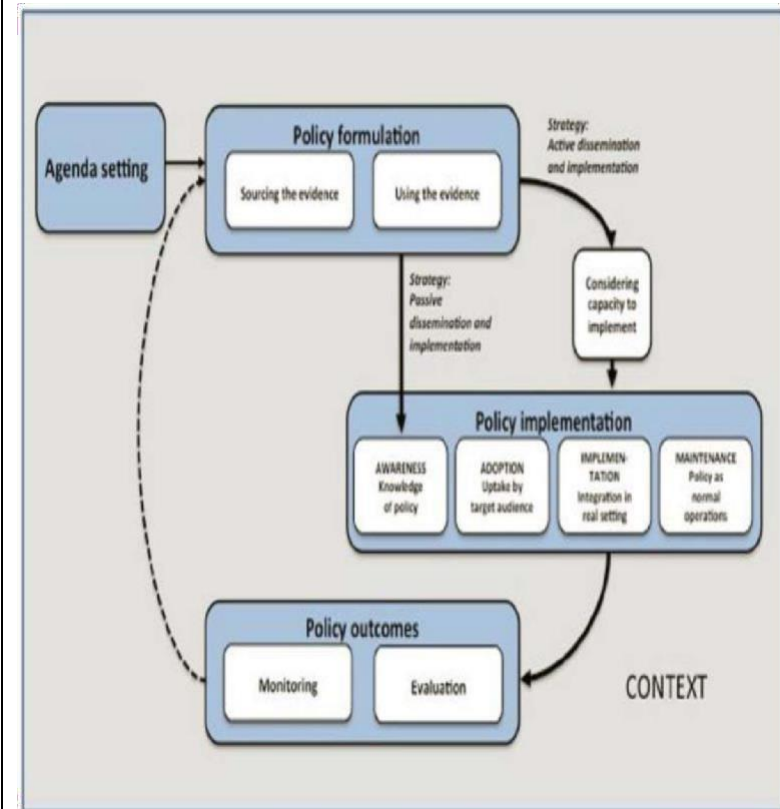 Agenda setting
Policy formulation
Sourcing the evidence
Using the evidence
Strategy:
Active dissemination
and implementation
Strategy:
Passive
dissemination and
implementation
Considering
capacity to
implement
Policy implementation
AWARENESS
Knowledge
of policy
ADOPTION
Uptake by
target audience
IMPLEMEN-
TATION
Integration in
real setting
MAINTENANCE
Policy as
normal
operations
Policy outcomes
Monitoring
Evaluation
CONTEXT